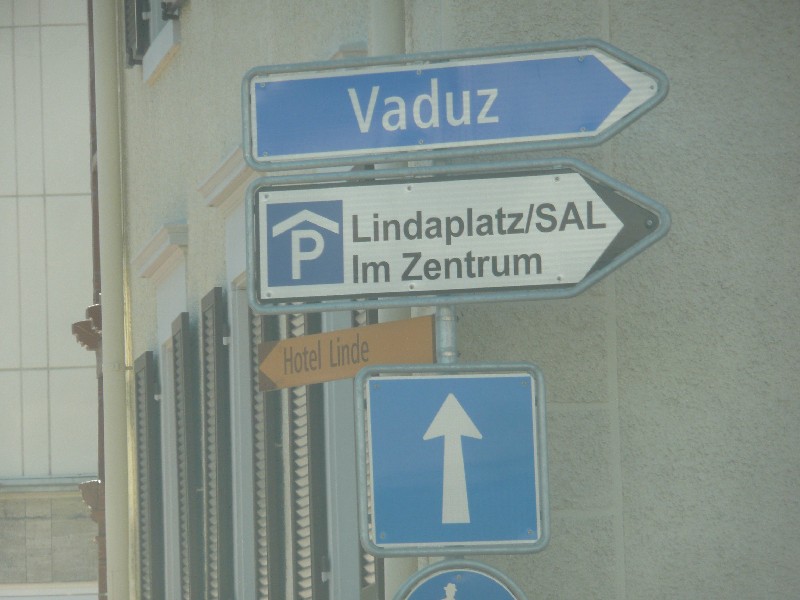 Vaduz
P
Lindaplatz/SAL
Im Zentrum
Hotel Linde